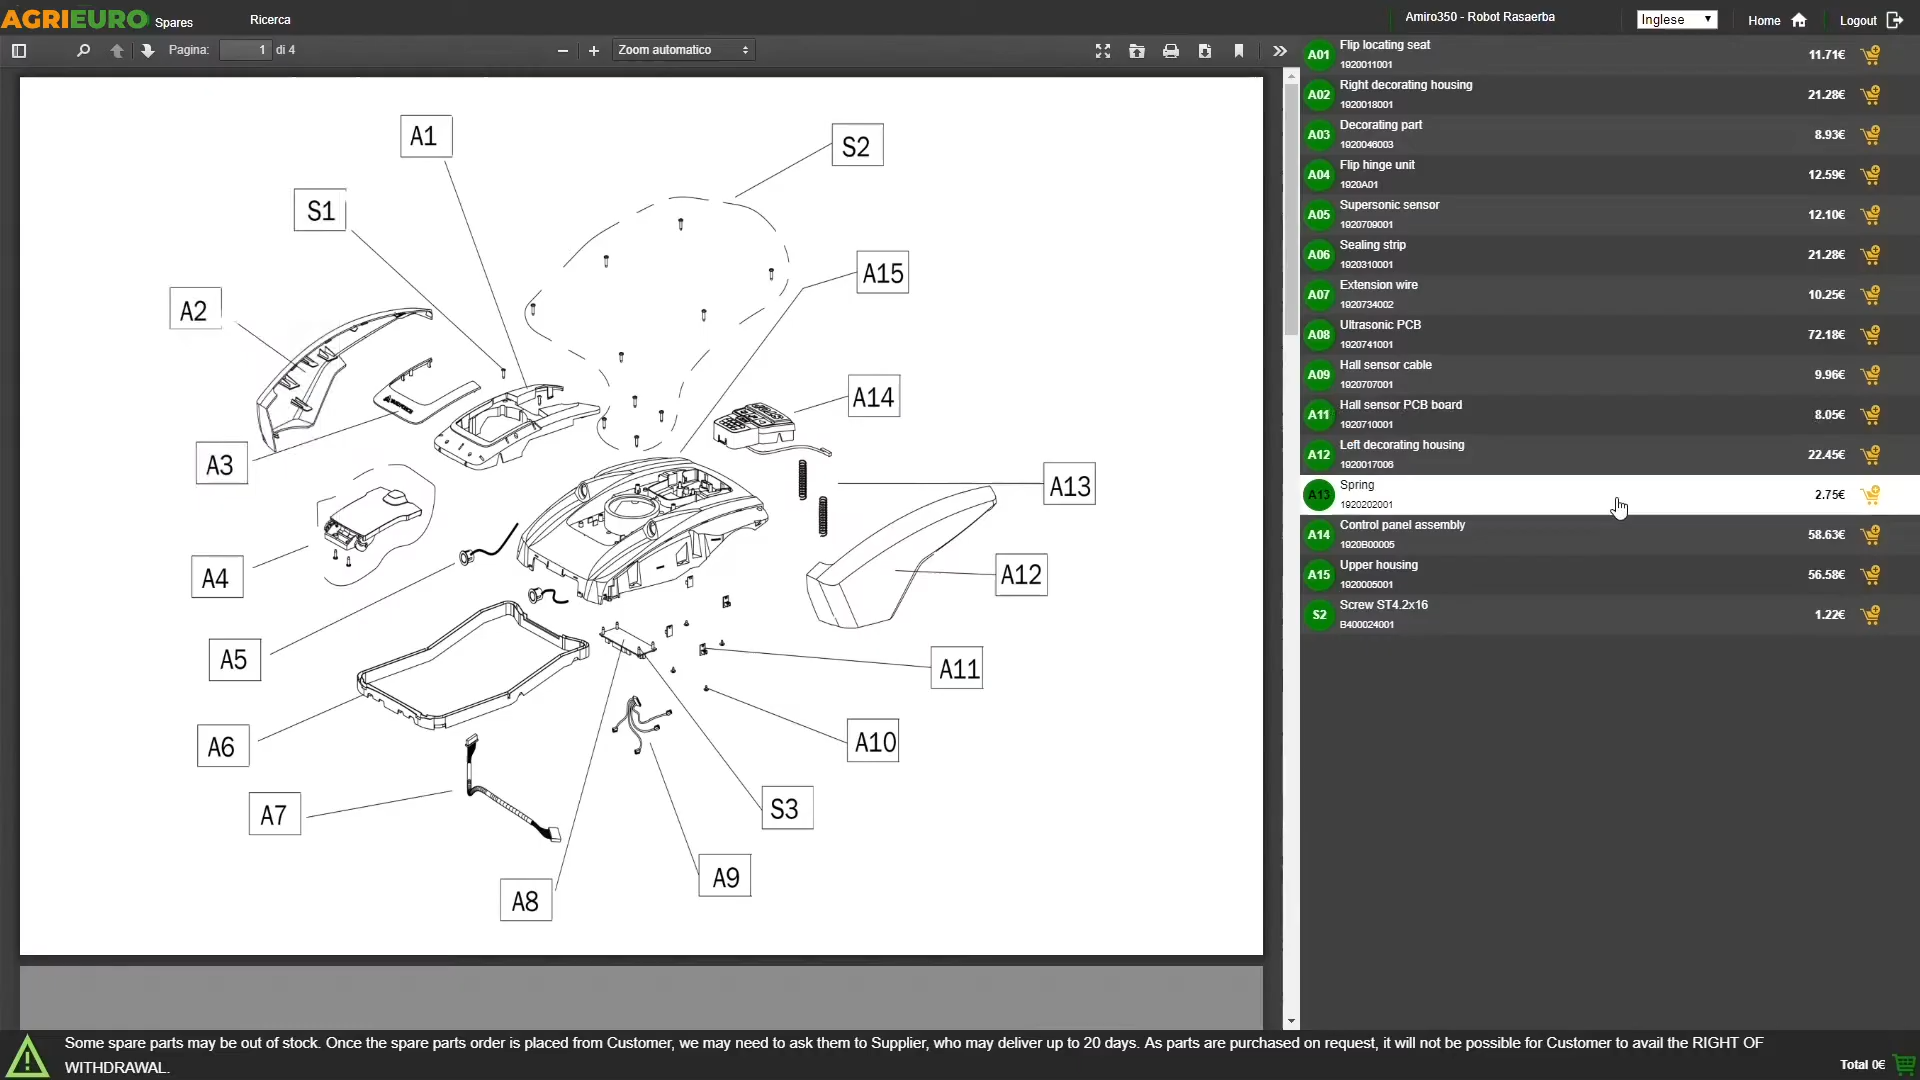 AGRIEURO Spares
Ricerca
Amiro350 - Robot Rasaerba
Inglese
Home
Logout
Pagina:
1
di 4
Zoom automatico
A1
S2
S1
A15
A2
A14
A3
A13
A4
A12
A5
A11
A6
A10
A7
S3
A9
A8
A01
Flip locating seat
1920011001
11.71€
A02
Right decorating housing
1920018001
21.28€
A03
Decorating part
1920046003
8.93€
A04
Flip hinge unit
1920A01
12.59€
A05
Supersonic sensor
1920709001
12.10€
A06
Sealing strip
1920310001
21.28€
A07
Extension wire
1920734002
10.25€
A08
Ultrasonic PCB
1920741001
72.18€
A09
Hall sensor cable
1920707001
9.96€
A11
Hall sensor PCB board
1920710001
8.05€
A12
Left decorating housing
1920017006
22.45€
A13
Spring
1920202001
2.75€
A14
Control panel assembly
1920B00005
58.63€
A15
Upper housing
1920005001
56.58€
S2
Screw ST4.2x16
B400024001
1.22€
Some spare parts may be out of stock. Once the spare parts order is placed from Customer, we may need to ask them to Supplier, who may deliver up to 20 days. As parts are purchased on request, it will not be possible for Customer to avail the RIGHT OF
WITHDRAWAL.
Total 0€